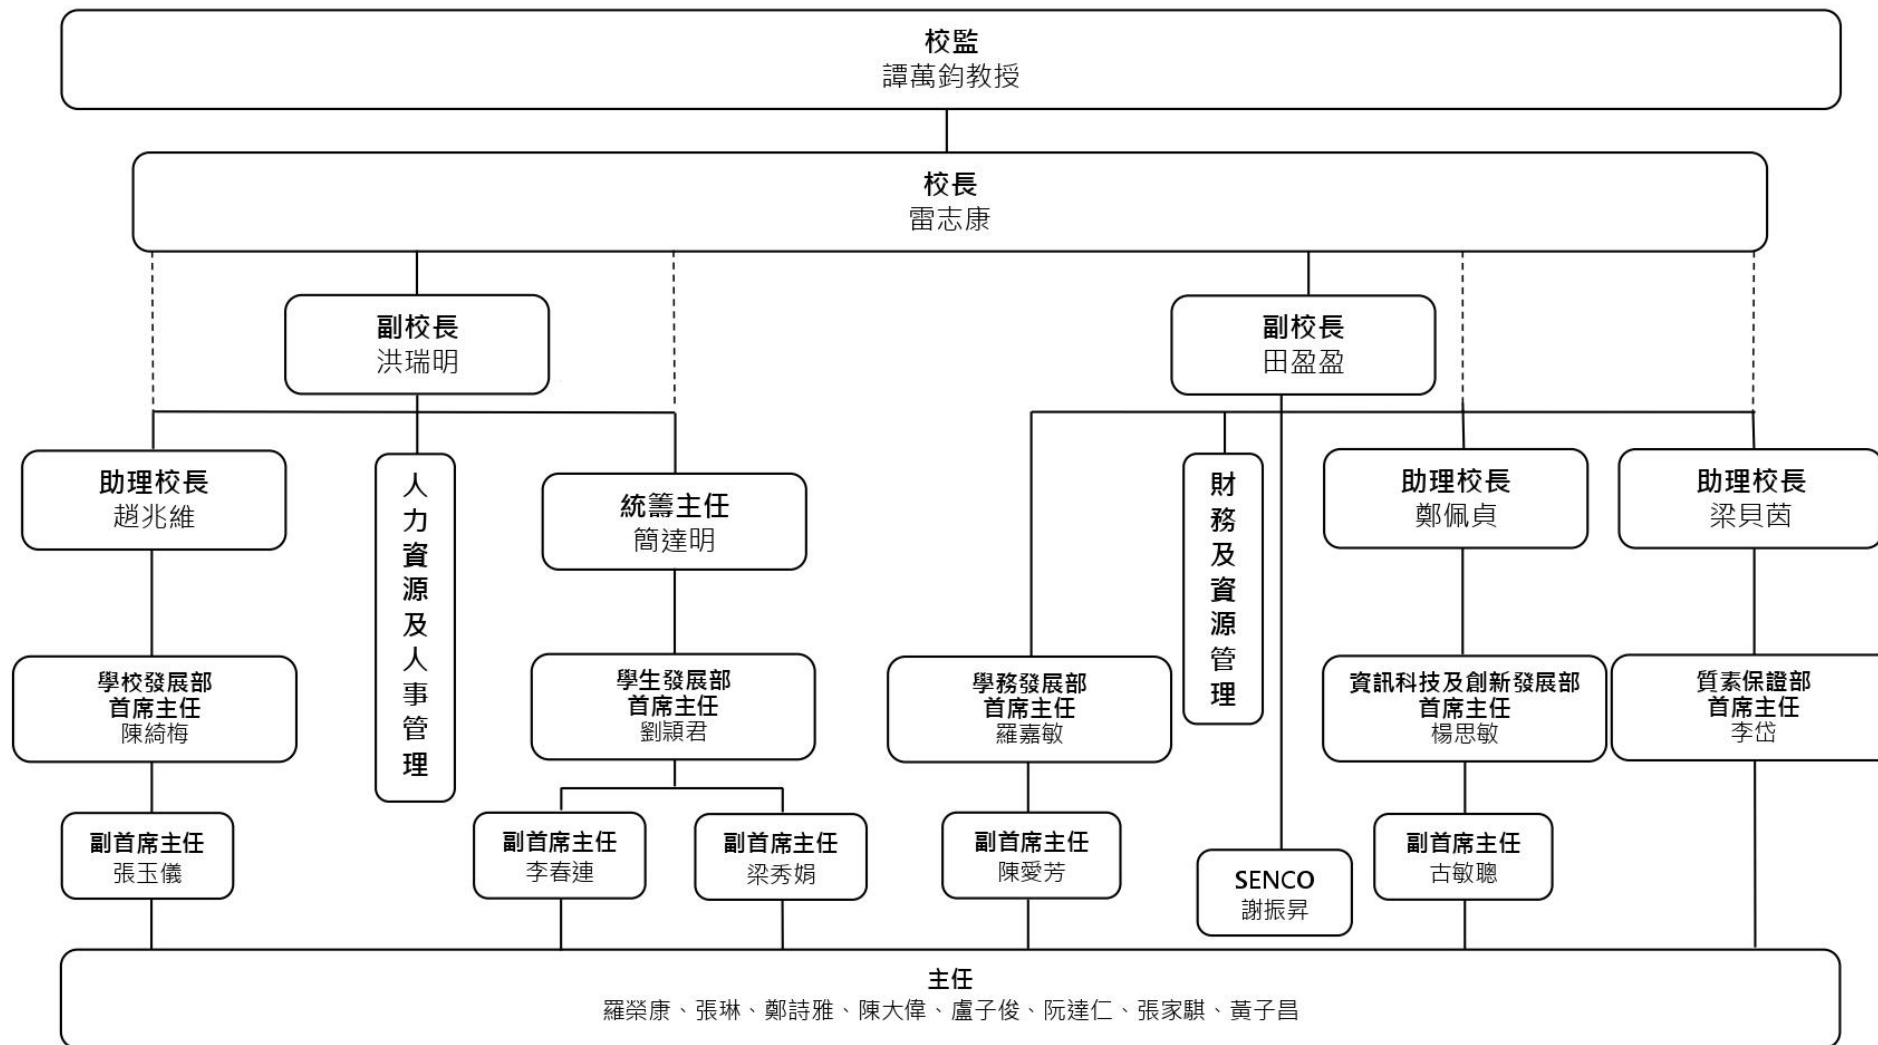 校監
譚萬鈞教授
校長
雷志康
副校長
洪瑞明
副校長
田盈盈
助理校長
趙兆維
人力資源及人事管理
統籌主任
簡達明
財務及資源管理
助理校長
鄭佩貞
助理校長
梁貝茵
學校發展部
首席主任
陳綺梅
學生發展部
首席主任
劉穎君
學務發展部
首席主任
羅嘉敏
資訊科技及創新發展部
首席主任
楊思敏
質素保證部
首席主任
李岱
副首席主任
張玉儀
副首席主任
李春連
副首席主任
梁秀娟
副首席主任
陳愛芳
SENCO
謝振昇
副首席主任
古敏聰
主任
羅榮康、張琳、鄭詩雅、陳大偉、盧子俊、阮達仁、張家騏、黃子昌